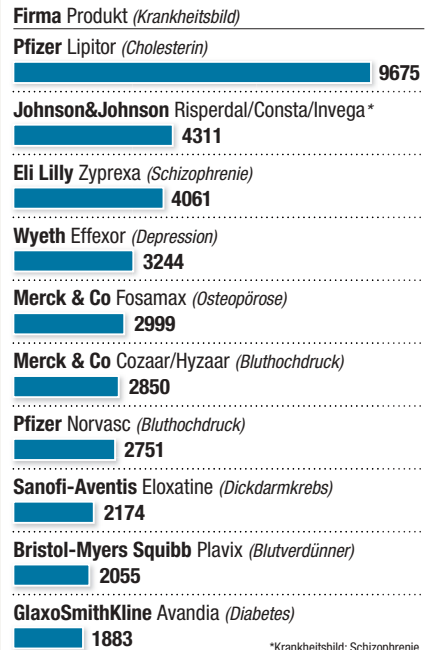 Firma Produkt (Krankheitsbild)
Pfizer Lipitor (Cholesterin)
9675
Johnson&Johnson Risperdal/Consta/Invega*
4311
Eli Lilly Zyprexa (Schizophrenie)
4061
Wyeth Effexor (Depression)
3244
Merck & Co Fosamax (Osteopörose)
2999
Merck & Co Cozaar/Hyzaar (Bluthochdruck)
2850
Pfizer Norvasc (Bluthochdruck)
2751
Sanofi-Aventis Eloxatine (Dickdarmkrebs)
2174
Bristol-Myers Squibb Plavix (Blutverdünner)
2055
GlaxoSmithKline Avandia (Diabetes)
1883
*Krankheitsbild: Schizophrenie